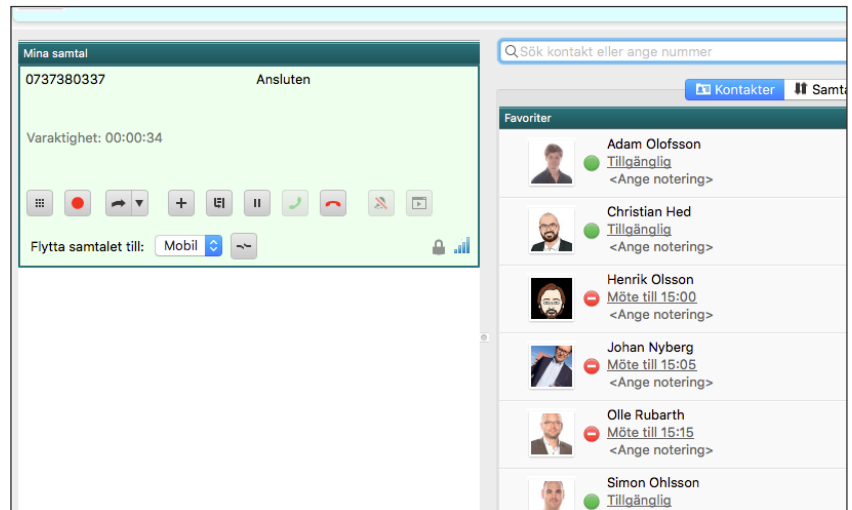 Mina samtal
0737380337 Ansluten
Varaktighet: 00:00:34
Flytta samtalet till: Mobil
Sök kontakt eller ange nummer
Kontakter Samta
Favoriter
Adam Olofsson
Tillgänglig
<Ange notering>
Christian Hed
Tillgänglig
<Ange notering>
Henrik Olsson
Möte till 15:00
<Ange notering>
Johan Nyberg
Möte till 15:05
<Ange notering>
Olle Rubarth
Möte till 15:15
<Ange notering>
Simon Ohlsson
Tillgänglig